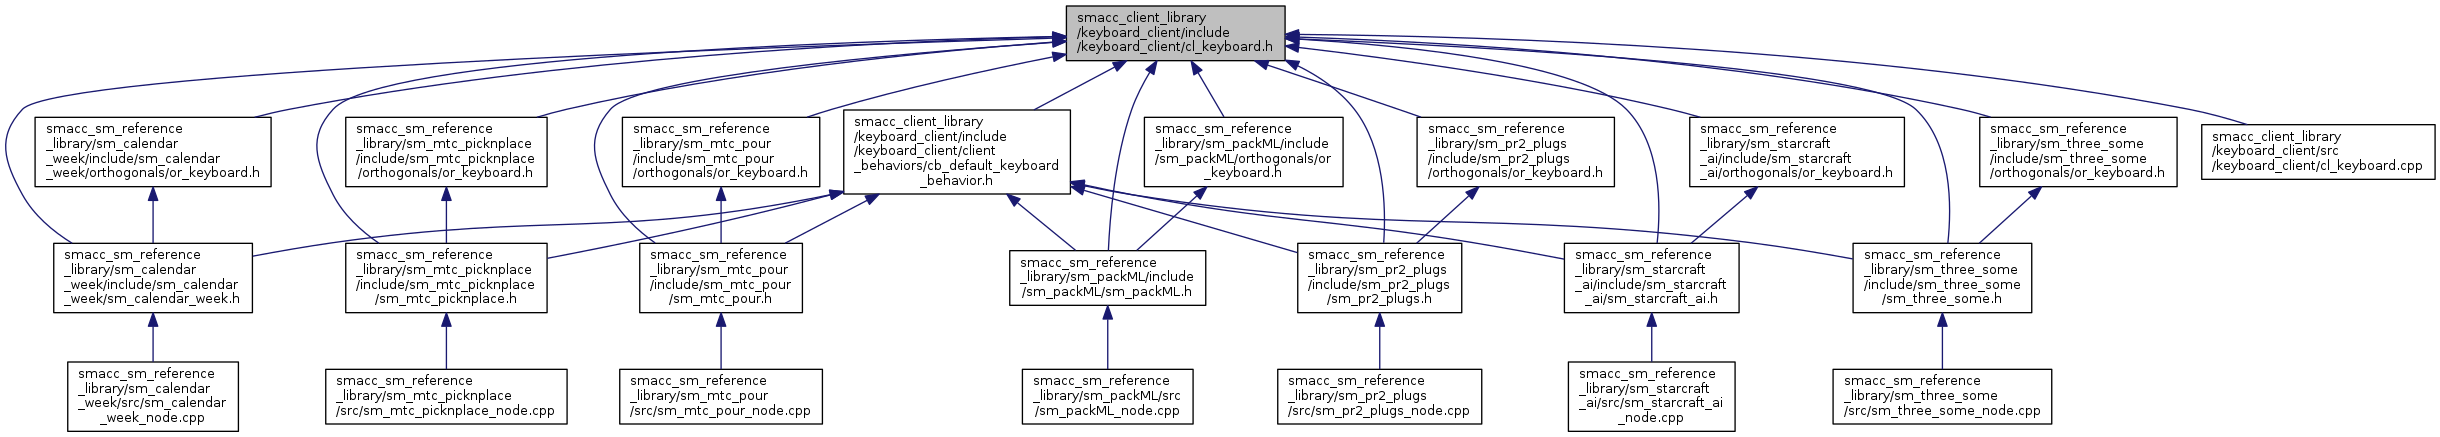 smacc_client_library
/keyboard_client/include
/keyboard_client/cl_keyboard.h
smacc_sm_reference
_library/sm_calendar
_week/include/sm_calendar
_week/orthogonals/or_keyboard.h
smacc_sm_reference
_library/sm_mtc_picknplace
/include/sm_mtc_picknplace
/orthogonals/or_keyboard.h
smacc_sm_reference
_library/sm_mtc_pour
/include/sm_mtc_pour
/orthogonals/or_keyboard.h
smacc_client_library
/keyboard_client/include
/keyboard_client/client
_behaviors/cb_default_keyboard
_behavior.h
smacc_sm_reference
_library/sm_packML/include
/sm_packML/orthogonals/or
_keyboard.h
smacc_sm_reference
_library/sm_pr2_plugs
/include/sm_pr2_plugs
/orthogonals/or_keyboard.h
smacc_sm_reference
_library/sm_starcraft
_ai/include/sm_starcraft
_ai/orthogonals/or_keyboard.h
smacc_sm_reference
_library/sm_three_some
/include/sm_three_some
/orthogonals/or_keyboard.h
smacc_client_library
/keyboard_client/src
/keyboard_client/cl_keyboard.cpp
smacc_sm_reference
_library/sm_calendar
_week/include/sm_calendar
_week/sm_calendar_week.h
smacc_sm_reference
_library/sm_mtc_picknplace
/include/sm_mtc_picknplace
/sm_mtc_picknplace.h
smacc_sm_reference
_library/sm_mtc_pour
/include/sm_mtc_pour
/sm_mtc_pour.h
smacc_sm_reference
_library/sm_packML/include
/sm_packML/sm_packML.h
smacc_sm_reference
_library/sm_pr2_plugs
/include/sm_pr2_plugs
/sm_pr2_plugs.h
smacc_sm_reference
_library/sm_starcraft
_ai/include/sm_starcraft
_ai/sm_starcraft_ai.h
smacc_sm_reference
_library/sm_three_some
/include/sm_three_some
/sm_three_some.h
smacc_sm_reference
_library/sm_calendar
_week/src/sm_calendar
_week_node.cpp
smacc_sm_reference
_library/sm_mtc_picknplace
/src/sm_mtc_picknplace_node.cpp
smacc_sm_reference
_library/sm_mtc_pour
/src/sm_mtc_pour_node.cpp
smacc_sm_reference
_library/sm_packML/src
/sm_packML_node.cpp
smacc_sm_reference
_library/sm_pr2_plugs
/src/sm_pr2_plugs_node.cpp
smacc_sm_reference
_library/sm_starcraft
_ai/src/sm_starcraft_ai
_node.cpp
smacc_sm_reference
_library/sm_three_some
/src/sm_three_some_node.cpp